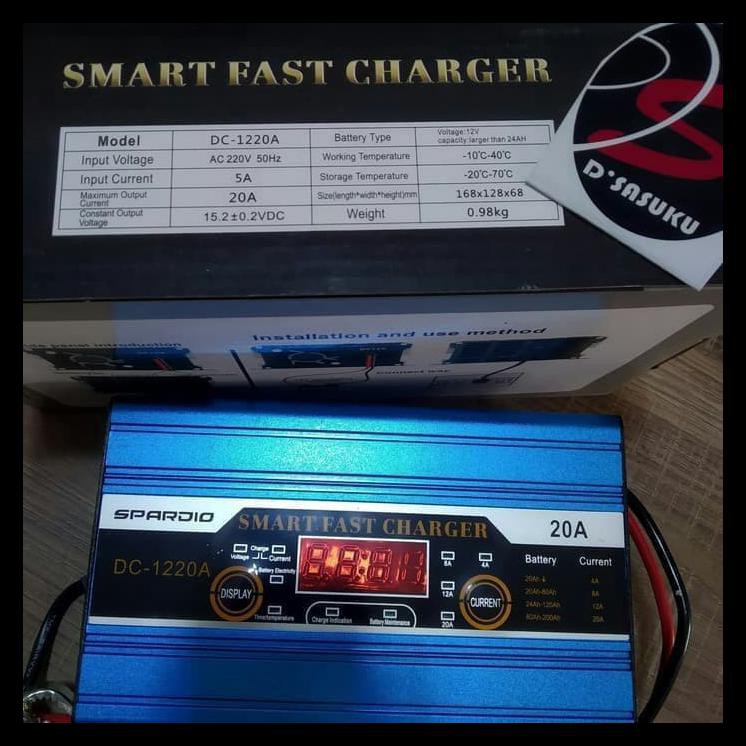 SMART FAST CHARGER
Model DC-1220A Battery Type Voltage:12V capacity:larger than 24AH
Input Voltage AC 220V 50Hz Working Temperature -10℃-40℃
Input Current 5A Storage Temperature -20℃-70℃
Maximum Output Current 20A Size(length*width*height)mm 168x128x68
Constant Output Voltage 15.2±0.2VDC Weight 0.98kg
S
D'SASUKU
panel introduction
Installation and use method
Connect way
SPARDIO
SMART FAST CHARGER
20A
DC-1220A
Charge
Voltage Current
Battery Electricity
DISPLAY
Time/temperature
Charge Indication
Battery Maintenance
8A 4A
12A
20A
CURRENT
Battery Current
20Ah↓ 4A
20Ah-80Ah 8A
24Ah-120Ah 12A
80Ah-200Ah 20A